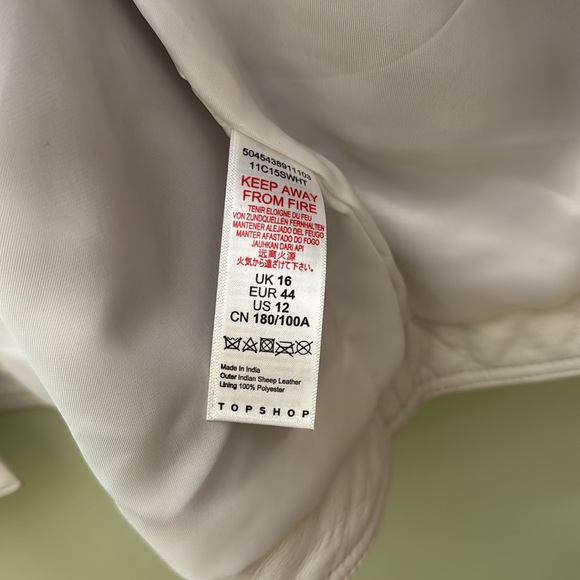 5045438911103
11C15SWHT
KEEP AWAY
FROM FIRE
TENIR ELOIGNE DU FEU
VON ZUNDQUELLEN FERNHALTEN
MANTENER ALEJADO DEL FEUGO
MANTER AFASTADO DO FOGO
JAUHKAN DARI API
远离火源
火気から遠ざけて下さい。
UK 16
EUR 44
US 12
CN 180/100A
Made In India
Outer Indian Sheep Leather
Lining 100% Polyester
TOPSHOP